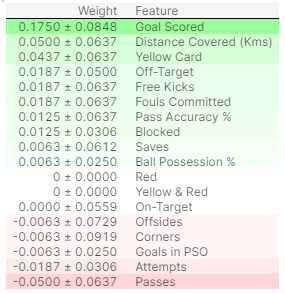 Weight Feature
0.1750 ± 0.0848 Goal Scored
0.0500 ± 0.0637 Distance Covered (Kms)
0.0437 ± 0.0637 Yellow Card
0.0187 ± 0.0500 Off-Target
0.0187 ± 0.0637 Free Kicks
0.0187 ± 0.0637 Fouls Committed
0.0125 ± 0.0637 Pass Accuracy %
0.0125 ± 0.0306 Blocked
0.0063 ± 0.0612 Saves
0.0063 ± 0.0250 Ball Possession %
0 ± 0.0000 Red
0 ± 0.0000 Yellow & Red
0.0000 ± 0.0559 On-Target
-0.0063 ± 0.0729 Offsides
-0.0063 ± 0.0919 Corners
-0.0063 ± 0.0250 Goals in PSO
-0.0187 ± 0.0306 Attempts
-0.0500 ± 0.0637 Passes